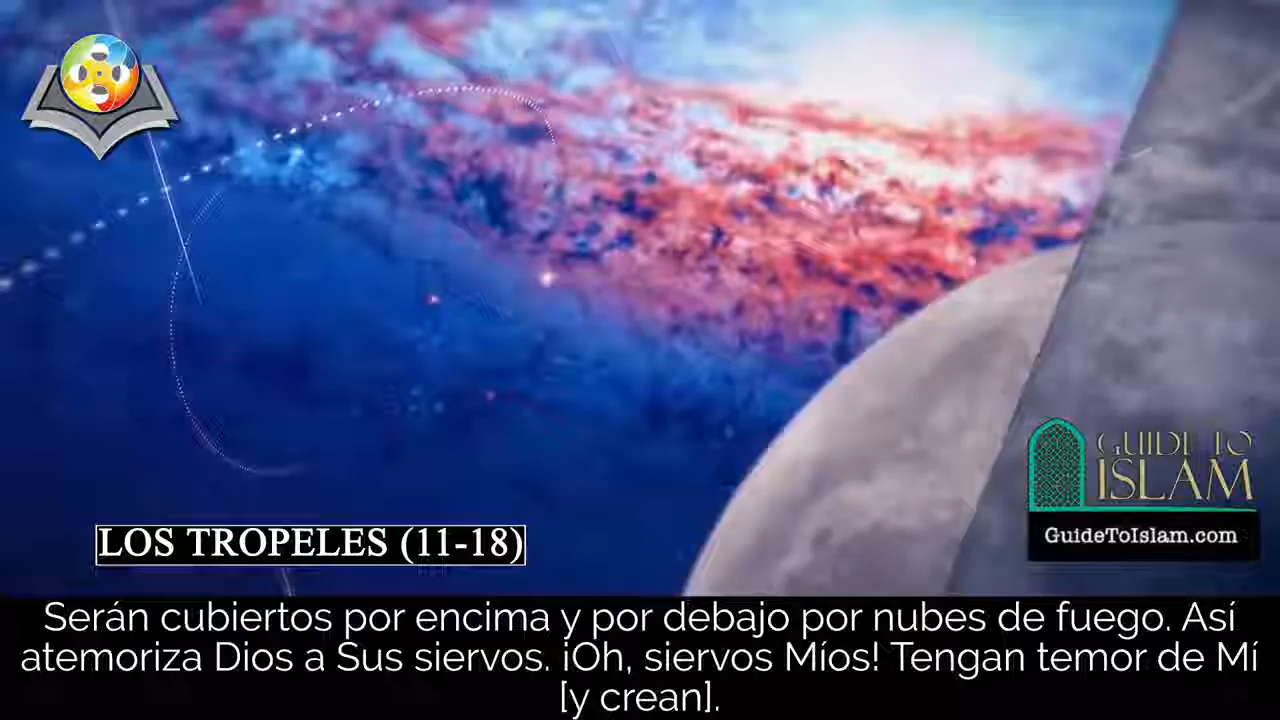 GUIDE TO
ISLAM
GuideToIslam.com
LOS TROPELES (11-18)
Serán cubiertos por encima y por debajo por nubes de fuego. Así
atemoriza Dios a Sus siervos. ¡Oh, siervos Míos! Tengan temor de Mí
[y crean].